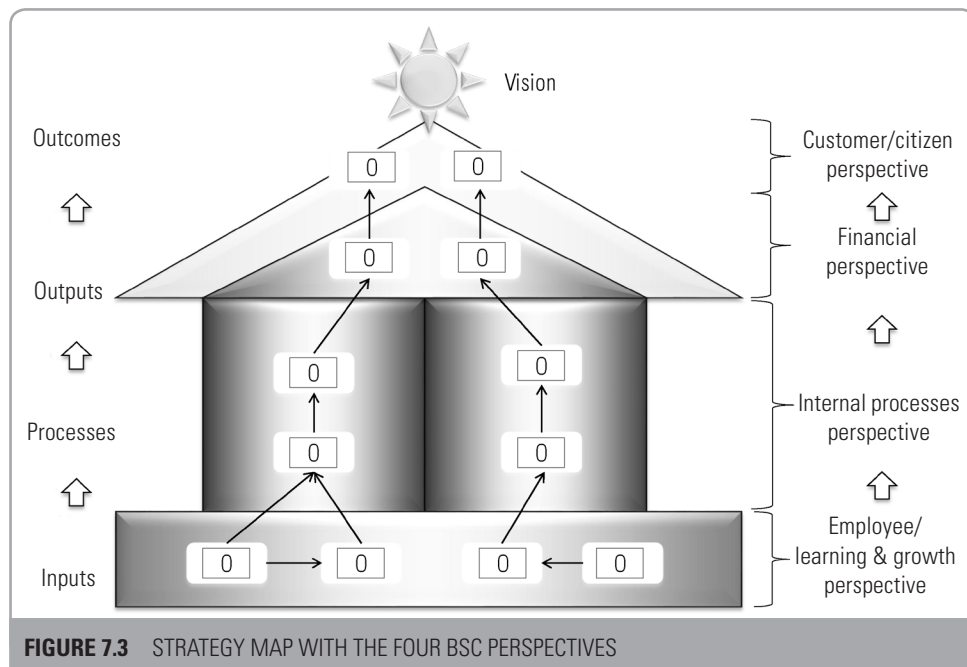 Vision
Outcomes
Customer/citizen
perspective
0 0
Financial
perspective
0 0
Outputs
0 0
Internal processes
perspective
Processes
0 0
Employee/
learning & growth
perspective
0 0 0 0
Inputs
FIGURE 7.3 STRATEGY MAP WITH THE FOUR BSC PERSPECTIVES